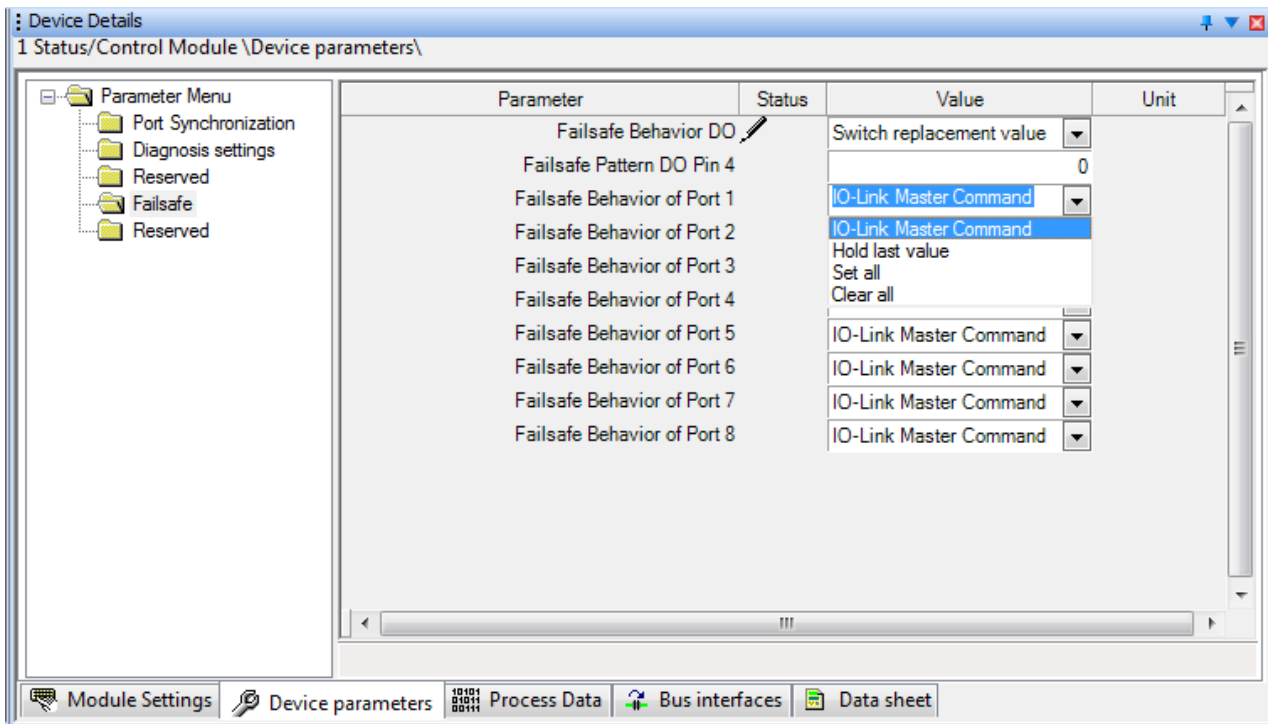 Device Details
1 Status/Control Module \Device parameters\
Parameter Menu
Port Synchronization
Diagnosis settings
Reserved
Failsafe
Reserved
Parameter Status Value Unit
Failsafe Behavior DO Switch replacement value
Failsafe Pattern DO Pin 4 0
Failsafe Behavior of Port 1 IO-Link Master Command
Failsafe Behavior of Port 2 IO-Link Master Command
Hold last value
Failsafe Behavior of Port 3 Set all
Failsafe Behavior of Port 4 Clear all
Failsafe Behavior of Port 5 IO-Link Master Command
Failsafe Behavior of Port 6 IO-Link Master Command
Failsafe Behavior of Port 7 IO-Link Master Command
Failsafe Behavior of Port 8 IO-Link Master Command
Module Settings Device parameters Process Data Bus interfaces Data sheet